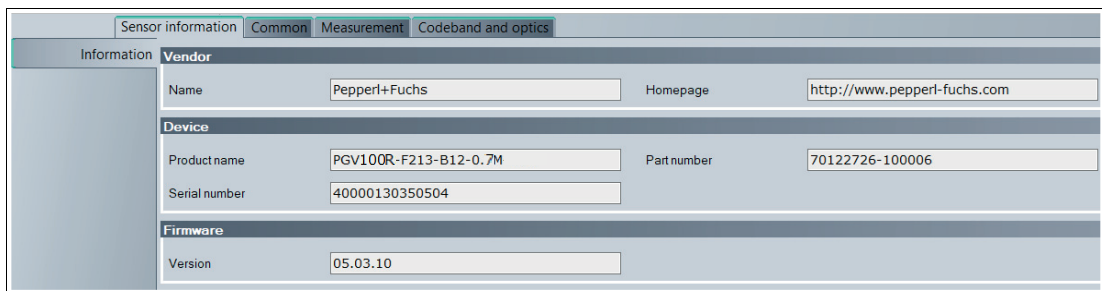 Sensor information Common Measurement Codeband and optics
Information Vendor
Name Pepperl+Fuchs Homepage http://www.pepperl-fuchs.com
Device
Product name PGV100R-F213-B12-0.7M Part number 70122726-100006
Serial number 40000130350504
Firmware
Version 05.03.10